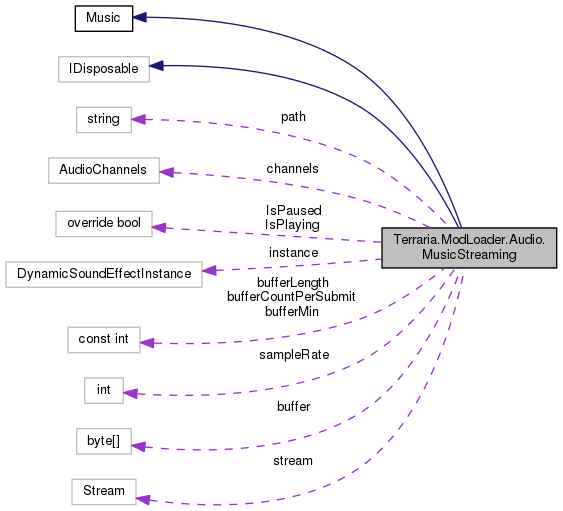 Music
IDisposable
string
path
AudioChannels
channels
override bool
IsPaused
IsPlaying
Terraria.ModLoader.Audio.
MusicStreaming
DynamicSoundEffectInstance
instance
const int
bufferLength
bufferCountPerSubmit
bufferMin
int
sampleRate
byte[]
buffer
Stream
stream